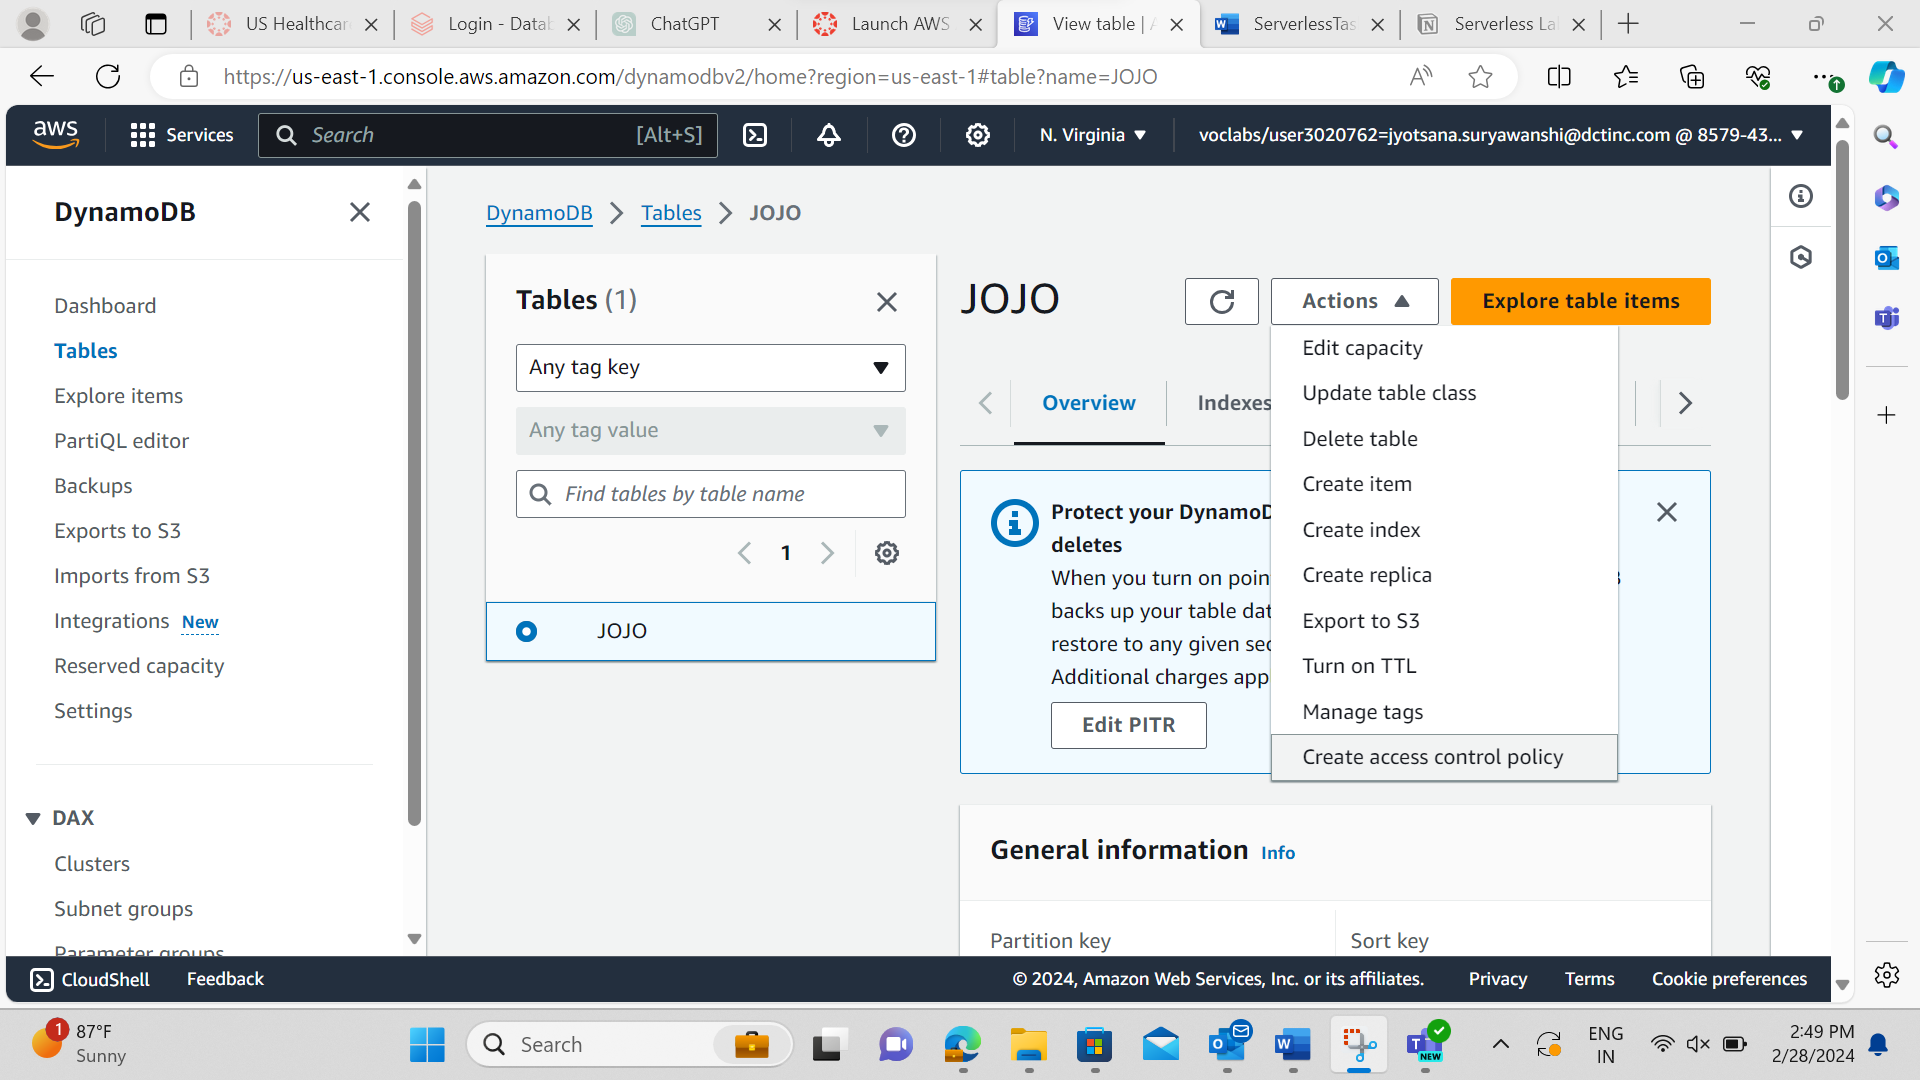 US Healthcar
Login - Datab
ChatGPT
Launch AWS
View table | A
ServerlessTas
Serverless La
https://us-east-1.console.aws.amazon.com/dynamodbv2/home?region=us-east-1#table?name=JOJO
aws
Services
Search
[Alt+S]
N. Virginia
voclabs/user3020762=jyotsana.suryawanshi@dctinc.com @ 8579-43...
DynamoDB
Dashboard
Tables
Explore items
PartiQL editor
Backups
Exports to S3
Imports from S3
Integrations New
Reserved capacity
Settings
DAX
Clusters
Subnet groups
Parameter groups
DynamoDB > Tables > JOJO
Tables (1)
Any tag key
Any tag value
Find tables by table name
1
JOJO
JOJO
Actions
Explore table items
Overview
Indexes
Edit capacity
Update table class
Delete table
Create item
Create index
Create replica
Export to S3
Turn on TTL
Manage tags
Create access control policy
Protect your DynamoD
deletes
When you turn on poin
backs up your table dat
restore to any given sec
Additional charges app
Edit PITR
General information Info
Partition key
Sort key
CloudShell
Feedback
© 2024, Amazon Web Services, Inc. or its affiliates.
Privacy
Terms
Cookie preferences
1
87°F
Sunny
Search
NEW
ENG
IN
2:49 PM
2/28/2024